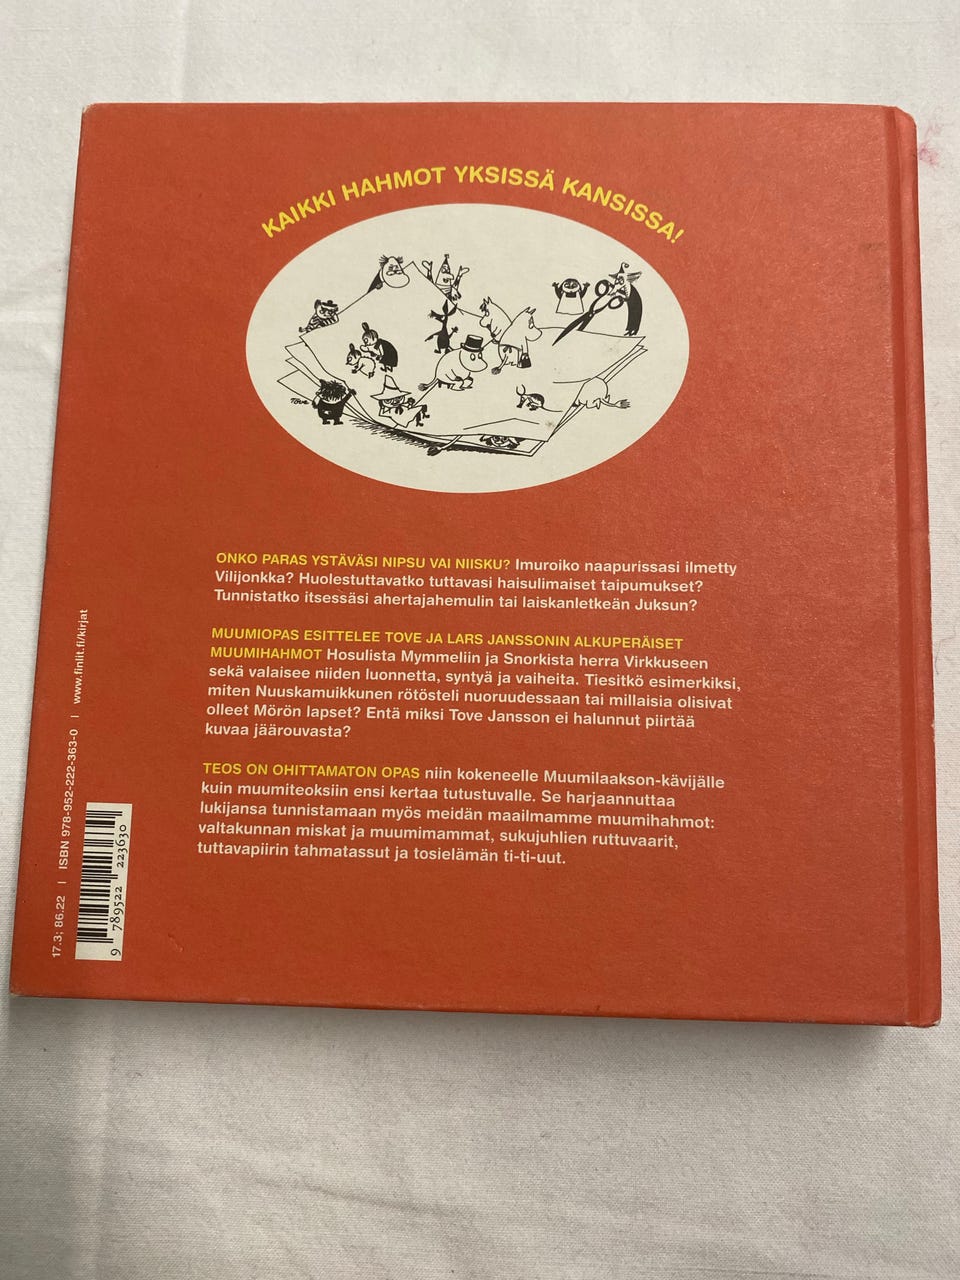 KAIKKI HAHMOT YKSISSÄ KANSISSA!
TOVE
ONKO PARAS YSTÄVÄSI NIPSU VAI NIISKU? Imuroiko naapurissasi ilmetty
Vilijonkka? Huolestuttavatko tuttavasi haisulimaiset taipumukset?
Tunnistatko itsessäsi ahertajahemulin tai laiskanletkeän Juksun?
MUUMIOPAS ESITTELEE TOVE JA LARS JANSSONIN ALKUPERÄISET
MUUMIHAHMOT Hosulista Mymmeliin ja Snorkista herra Virkkuseen
sekä valaisee niiden luonnetta, syntyä ja vaiheita. Tiesitkö esimerkiksi,
miten Nuuskamuikkunen rötösteli nuoruudessaan tai millaisia olisivat
olleet Mörön lapset? Entä miksi Tove Jansson ei halunnut piirtää
kuvaa jäärouvasta?
TEOS ON OHITTAMATON OPAS niin kokeneelle Muumilaakson-kävijälle
kuin muumiteoksiin ensi kertaa tutustuvalle. Se harjaannuttaa
lukijansa tunnistamaan myös meidän maailmamme muumihahmot:
valtakunnan miskat ja muumimammat, sukujuhlien ruttuvaarit,
tuttavapiirin tahmatassut ja tosielämän ti-ti-uut.
17.3; 86.22 | ISBN 978-952-222-363-0 | www.finlit.fi/kirjat
9 789522 223630